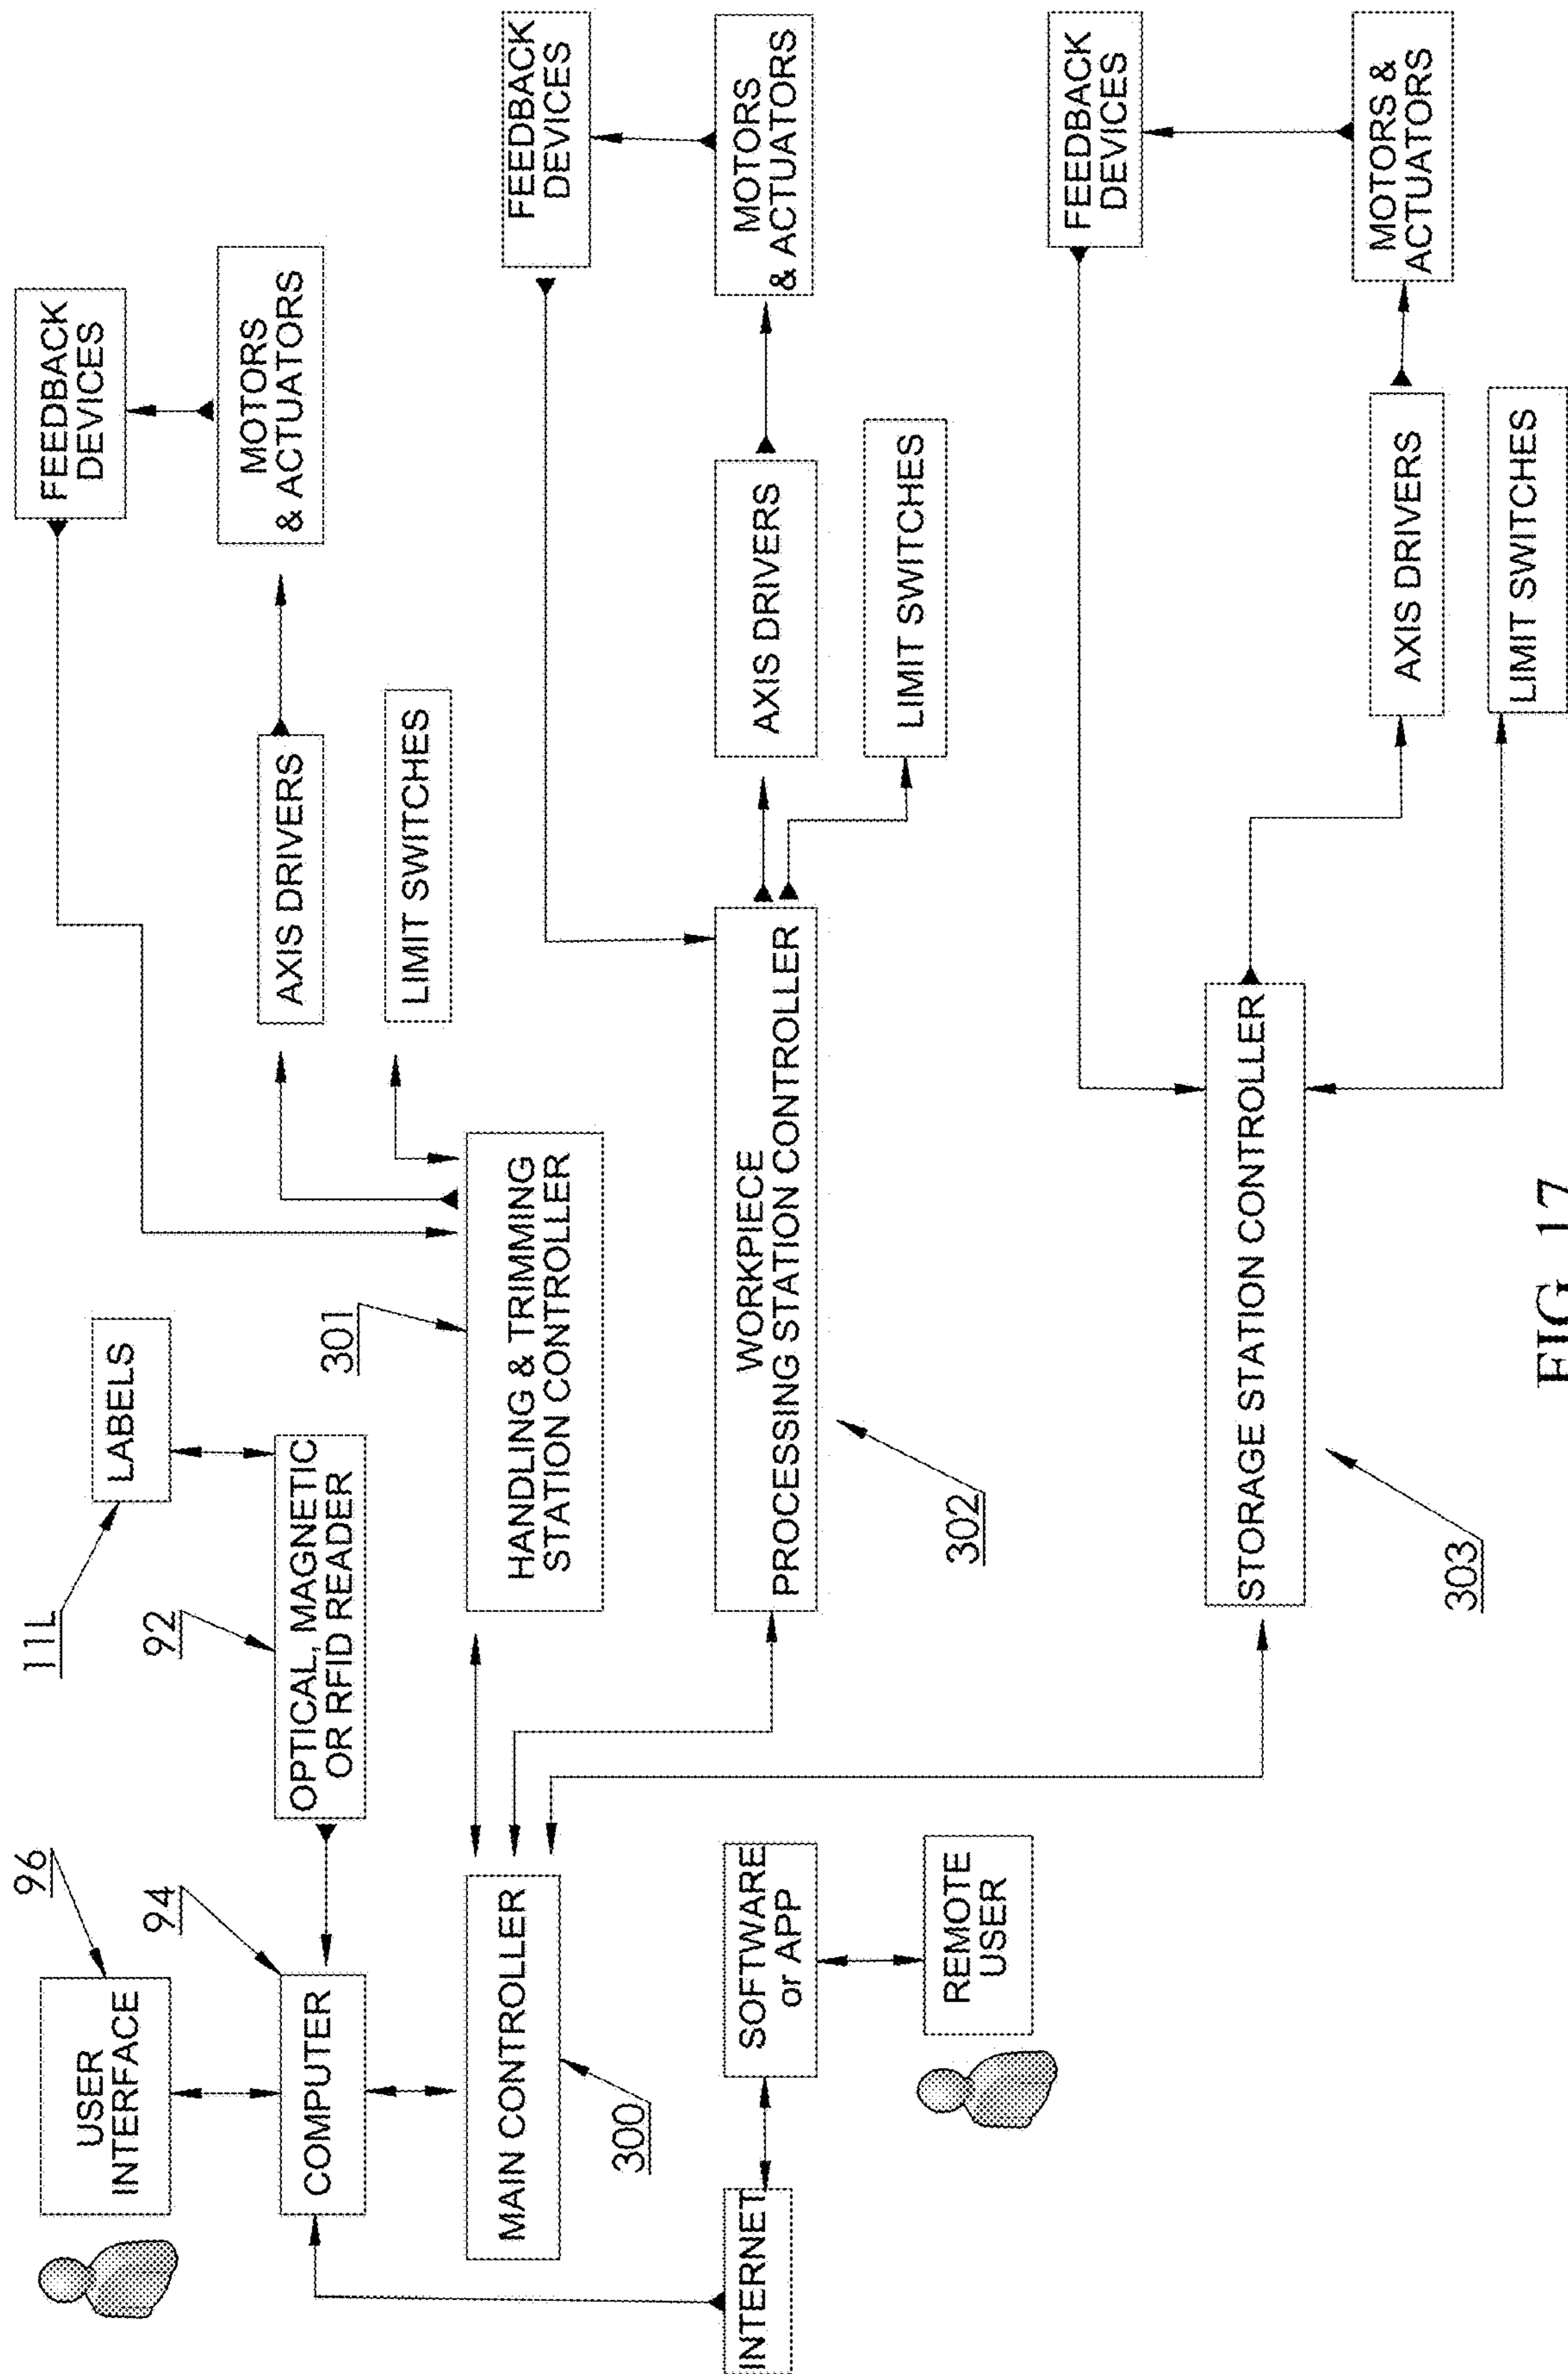 96
USER
INTERFACE
94
COMPUTER
11L
LABELS
92
OPTICAL, MAGNETIC
OR RFID READER
FEEDBACK
DEVICES
MOTORS
& ACTUATORS
AXIS DRIVERS
LIMIT SWITCHES
301
HANDLING & TRIMMING
STATION CONTROLLER
MAIN CONTROLLER
300
FEEDBACK
DEVICES
MOTORS
& ACTUATORS
AXIS DRIVERS
LIMIT SWITCHES
WORKPIECE
PROCESSING STATION CONTROLLER
302
INTERNET
SOFTWARE
or APP
REMOTE
USER
FEEDBACK
DEVICES
MOTORS &
ACTUATORS
AXIS DRIVERS
LIMIT SWITCHES
STORAGE STATION CONTROLLER
303
FIG. 17